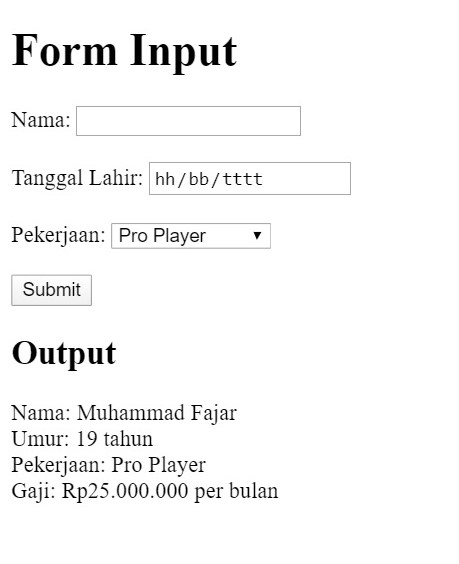 Form Input
Nama:
Tanggal Lahir: hh/bb/tttt
Pekerjaan: Pro Player
Submit
Output
Nama: Muhammad Fajar
Umur: 19 tahun
Pekerjaan: Pro Player
Gaji: Rp25.000.000 per bulan